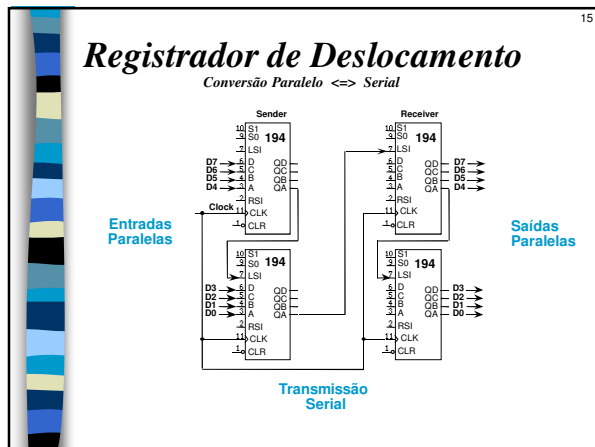 15
Registrador de Deslocamento
Conversão Paralelo <=> Serial
Sender
Receiver
10 S1
9 S0 194
7 LSI
D7 6 D QD
D6 5 C QC
D5 4 B QB
D4 3 A QA
2 RSI
Clock 11 CLK
1 CLR
10 S1
9 S0 194
7 LSI
6 D QD D7
5 C QC D6
4 B QB D5
3 A QA D4
2 RSI
11 CLK
1 CLR
Entradas
Paralelas
Saídas
Paralelas
10 S1
9 S0 194
7 LSI
D3 6 D QD
D2 5 C QC
D1 4 B QB
D0 3 A QA
2 RSI
11 CLK
1 CLR
10 S1
9 S0 194
7 LSI
6 D QD D3
5 C QC D2
4 B QB D1
3 A QA D0
2 RSI
11 CLK
1 CLR
Transmissão
Serial